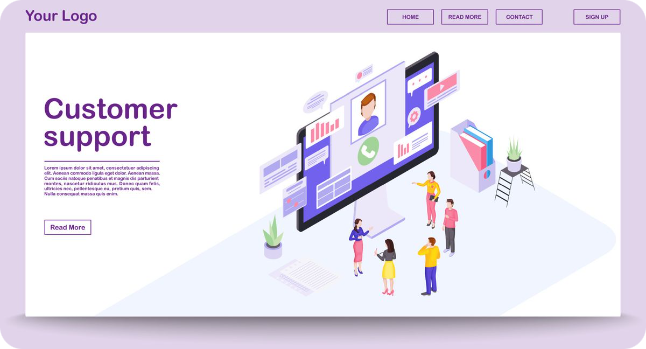 Your Logo
HOME
READ MORE
CONTACT
SIGN UP
Customer
support
Lorem ipsum dolor sit amet, consectetuer adipiscing
elit. Aenean commodo ligula eget dolor. Aenean massa.
Cum sociis natoque penatibus et magnis dis parturient
montes, nascetur ridiculus mus. Donec quam felis,
ultricies nec, pellentesque eu, pretium quis, sem.
Nulla consequat massa quis enim.
Read More